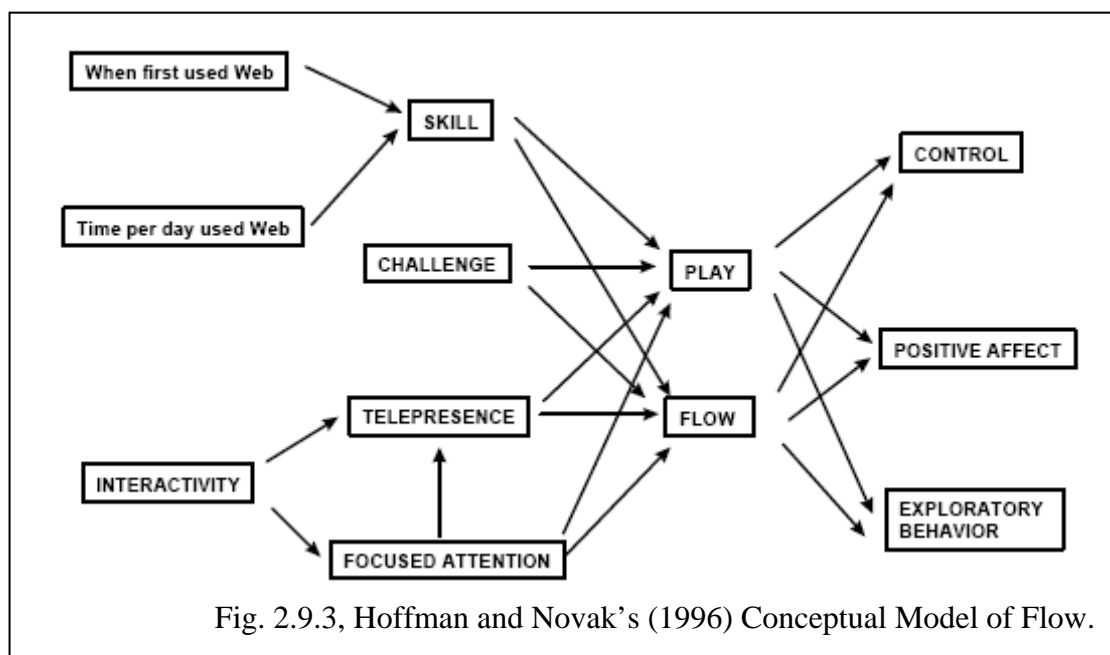 When first used Web
SKILL
CONTROL
Time per day used Web
CHALLENGE
PLAY
POSITIVE AFFECT
TELEPRESENCE
FLOW
INTERACTIVITY
EXPLORATORY
BEHAVIOR
FOCUSED ATTENTION
Fig. 2.9.3, Hoffman and Novak’s (1996) Conceptual Model of Flow.